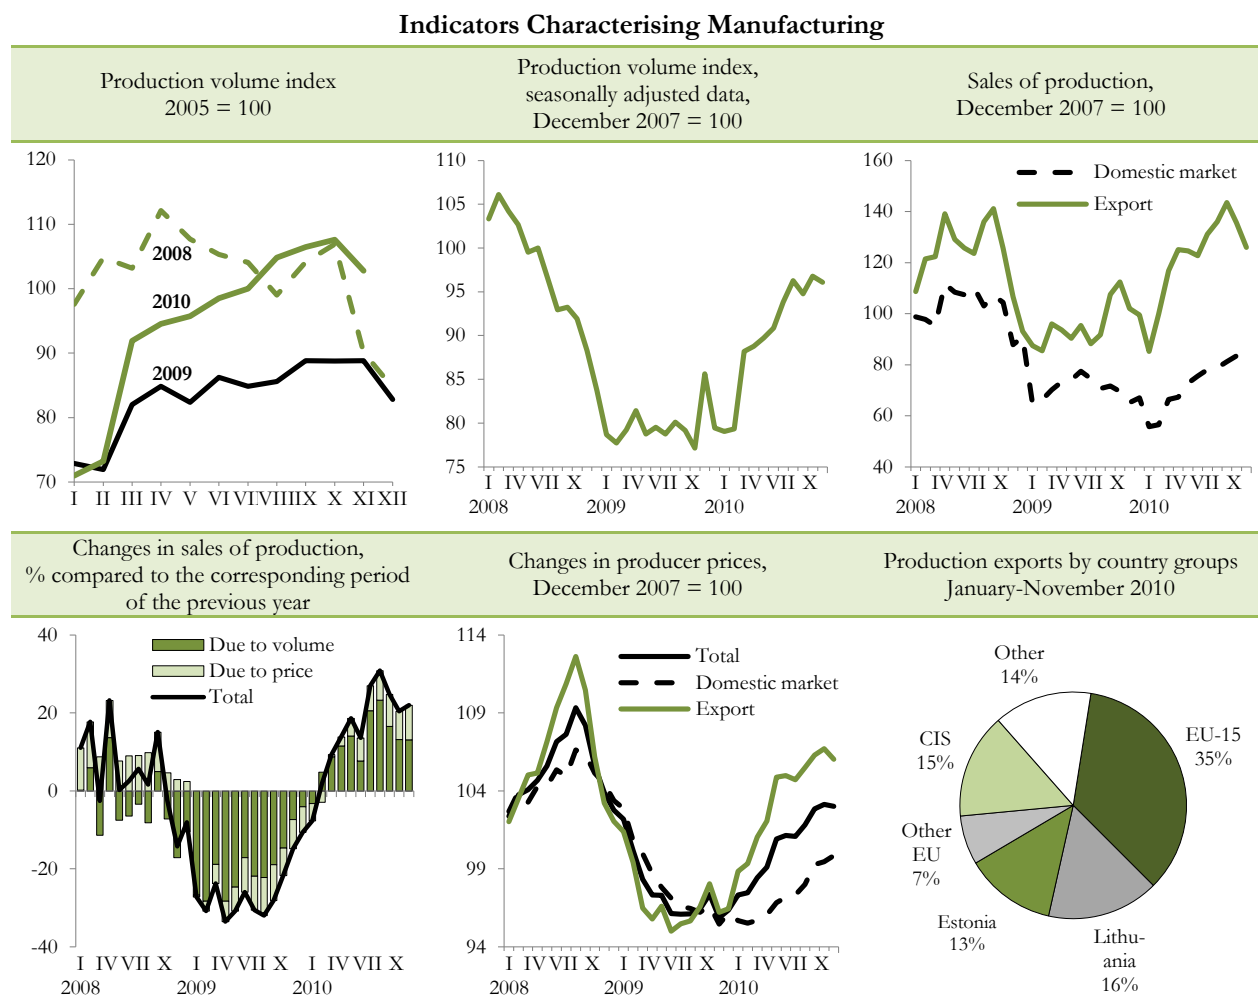 Indicators Characterising Manufacturing
Production volume index
2005 = 100
Production volume index,
seasonally adjusted data,
December 2007 = 100
Sales of production,
December 2007 = 100
120
110
100
90
80
70
2008
2010
2009
I II III IV V VI VII VIII IX X XI XII
110
105
100
95
90
85
80
75
I IV VII X I IV VII X I IV VII X
2008 2009 2010
160
140
120
100
80
60
40
Domestic market
Export
I IV VII X I IV VII X I IV VII X
2008 2009 2010
Changes in sales of production,
% compared to the corresponding period
of the previous year
Changes in producer prices,
December 2007 = 100
Production exports by country groups
January-November 2010
40
20
0
-20
-40
Due to volume
Due to price
Total
I IV VII X I IV VII X I IV VII X
2008 2009 2010
114
109
104
99
94
Total
Domestic market
Export
I IV VII X I IV VII X I IV VII X
2008 2009 2010
Other
14%
EU-15
35%
CIS
15%
Other
EU
7%
Estonia
13%
Lithu-
ania
16%